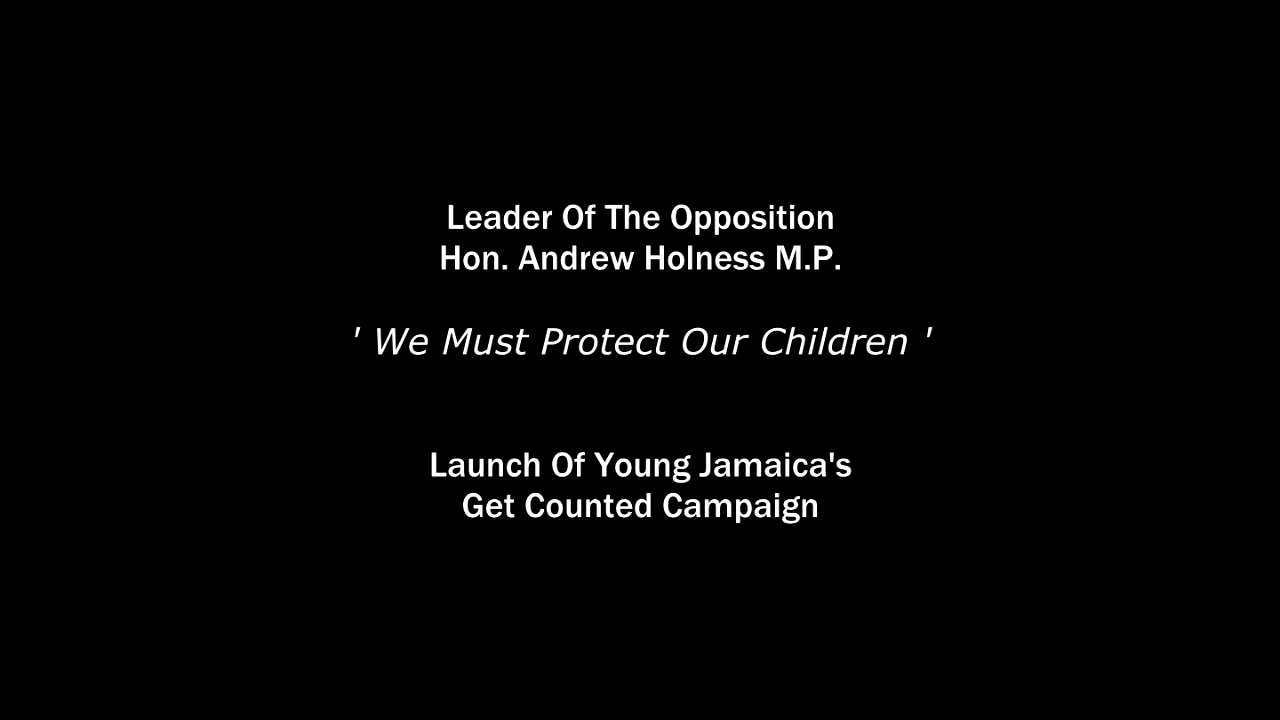 Leader Of The Opposition
Hon. Andrew Holness M.P.
' We Must Protect Our Children '
Launch Of Young Jamaica's
Get Counted Campaign